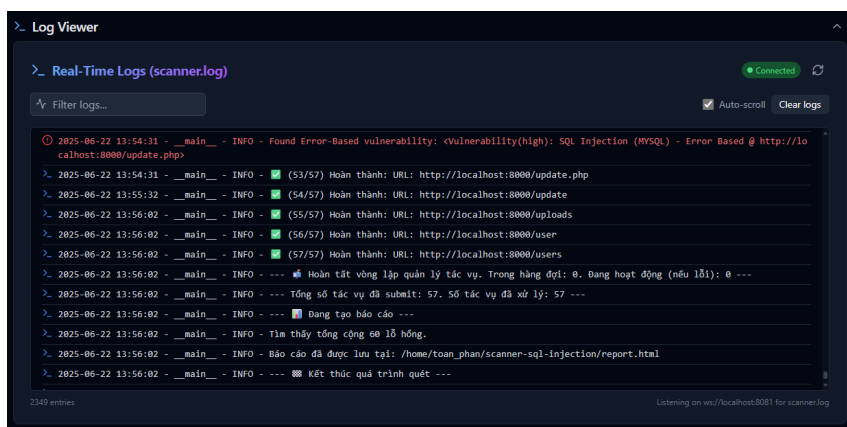 Log Viewer
Real-Time Logs (scanner.log)
Connected
Filter logs...
Auto-scroll
Clear logs
2025-06-22 13:54:31 - __main__ - INFO - Found Error-Based vulnerability: <Vulnerability(high): SQL Injection (MYSQL) - Error Based @ http://lo
calhost:8000/update.php>
2025-06-22 13:54:31 - __main__ - INFO - ✅ (53/57) Hoàn thành: URL: http://localhost:8000/update.php
2025-06-22 13:55:32 - __main__ - INFO - ✅ (54/57) Hoàn thành: URL: http://localhost:8000/update
2025-06-22 13:56:02 - __main__ - INFO - ✅ (55/57) Hoàn thành: URL: http://localhost:8000/uploads
2025-06-22 13:56:02 - __main__ - INFO - ✅ (56/57) Hoàn thành: URL: http://localhost:8000/user
2025-06-22 13:56:02 - __main__ - INFO - ✅ (57/57) Hoàn thành: URL: http://localhost:8000/users
2025-06-22 13:56:02 - __main__ - INFO - --- 📬 Hoàn tất vòng lặp quản lý tác vụ. Trong hàng đợi: 0. Đang hoạt động (nếu lỗi): 0 ---
2025-06-22 13:56:02 - __main__ - INFO - --- Tổng số tác vụ đã submit: 57. Số tác vụ đã xử lý: 57 ---
2025-06-22 13:56:02 - __main__ - INFO - --- 📊 Đang tạo báo cáo ---
2025-06-22 13:56:02 - __main__ - INFO - Tìm thấy tổng cộng 60 lỗ hổng.
2025-06-22 13:56:02 - __main__ - INFO - Báo cáo đã được lưu tại: /home/toan_phan/scanner-sql-injection/report.html
2025-06-22 13:56:02 - __main__ - INFO - --- 🏁 Kết thúc quá trình quét ---
2349 entries
Listening on ws://localhost:8081 for scanner.log